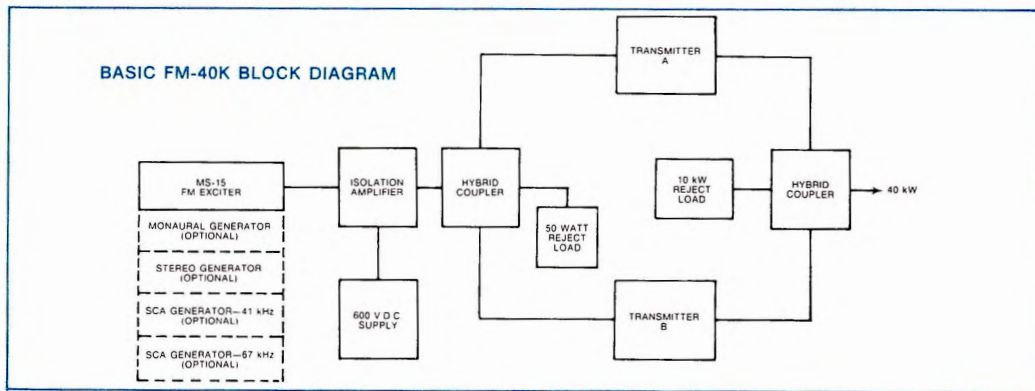 BASIC FM-40K BLOCK DIAGRAM
TRANSMITTER
A
MS-15
FM EXCITER
ISOLATION
AMPLIFIER
HYBRID
COUPLER
10 kW
REJECT
LOAD
HYBRID
COUPLER
40 kW
MONAURAL GENERATOR
(OPTIONAL)
50 WATT
REJECT
LOAD
STEREO GENERATOR
(OPTIONAL)
SCA GENERATOR—41 kHz
(OPTIONAL)
600 V D C
SUPPLY
TRANSMITTER
B
SCA GENERATOR—67 kHz
(OPTIONAL)